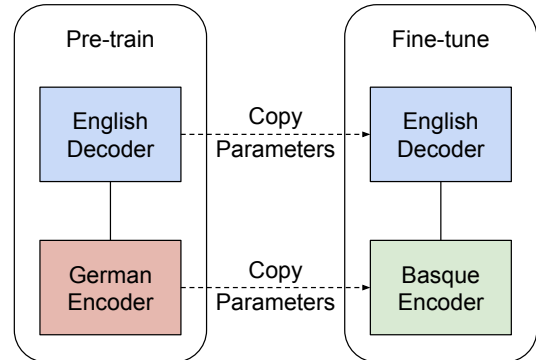 Pre-train
Fine-tune
English
Decoder
Copy
Parameters
English
Decoder
German
Encoder
Copy
Parameters
Basque
Encoder